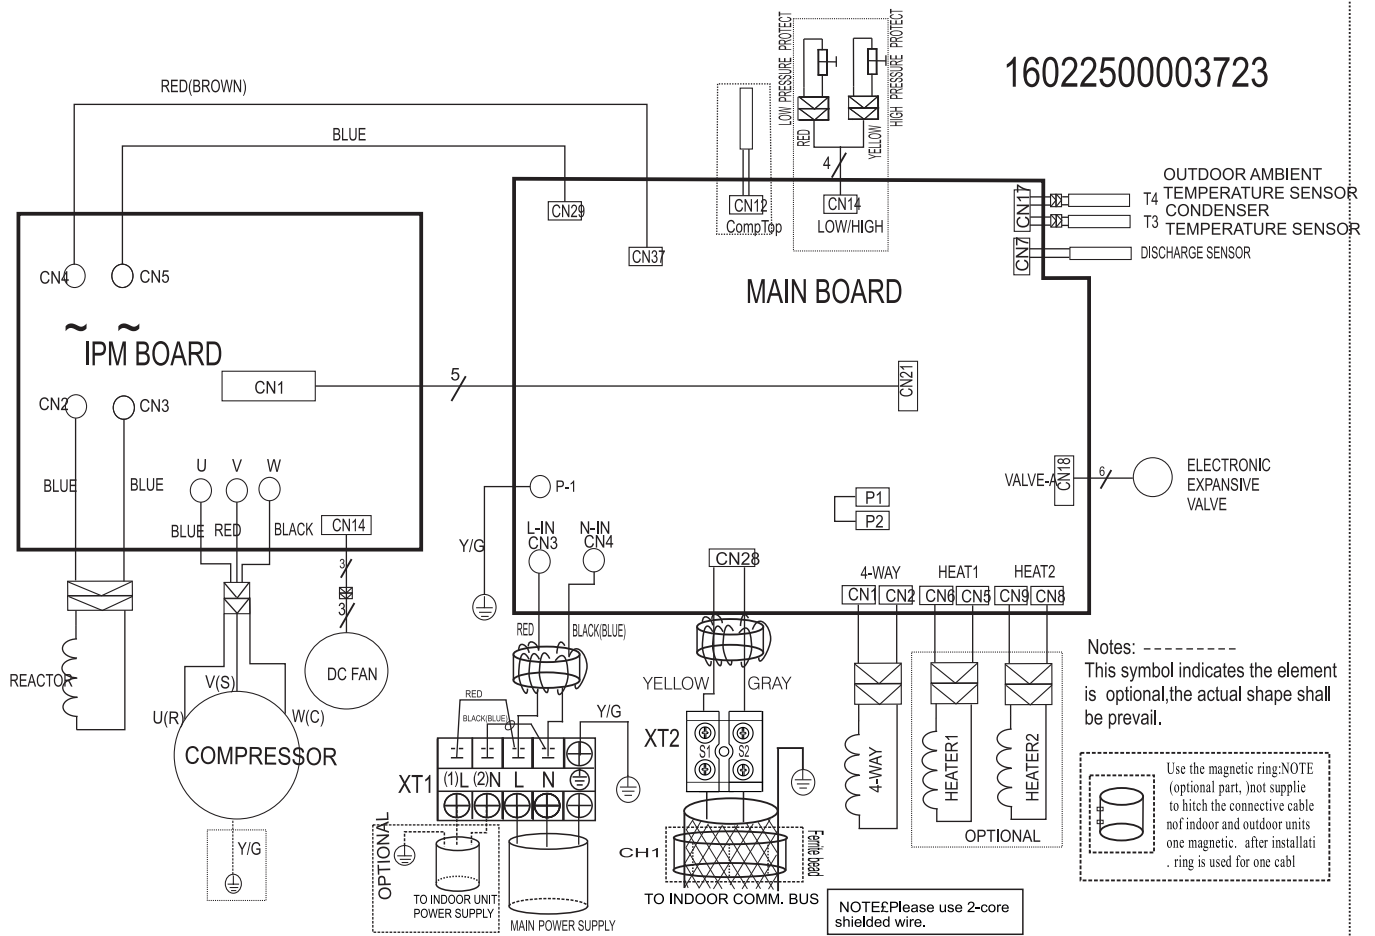 16022500003723
RED(BROWN)
BLUE
LOW PRESSURE PROTECT
HIGH PRESSURE PROTECT
RED
YELLOW
4
CN29
CN37
CN12
CompTop
CN14
LOW/HIGH
CN17
T4
OUTDOOR AMBIENT
TEMPERATURE SENSOR
T3
CONDENSER
TEMPERATURE SENSOR
CN7
DISCHARGE SENSOR
CN4
CN5
~ ~
IPM BOARD
MAIN BOARD
CN1
5
CN21
CN2
CN3
BLUE
BLUE
U V W
BLUE
RED
BLACK
CN14
3
3
REACTOR
DC FAN
V(S)
U(R)
W(C)
COMPRESSOR
Y/G
P-1
Y/G
L-IN
CN3
N-IN
CN4
RED
BLACK(BLUE)
CN28
P1
P2
VALVE-A
CN18
6
ELECTRONIC
EXPANSIVE
VALVE
4-WAY
HEAT1
HEAT2
CN1
CN2
CN6
CN5
CN9
CN8
YELLOW
GRAY
RED
BLACK(BLUE)
Y/G
XT1
(1)L (2)N L N
XT2
S1 S2
4-WAY
HEATER1
HEATER2
OPTIONAL
OPTIONAL
TO INDOOR UNIT
POWER SUPPLY
MAIN POWER SUPPLY
CH1
Ferrite bead
TO INDOOR COMM. BUS
NOTE£Please use 2-core
shielded wire.
Notes: ---------
This symbol indicates the element
is optional,the actual shape shall
be prevail.
Use the magnetic ring:NOTE
(optional part, )not supplie
to hitch the connective cable
nof indoor and outdoor units
one magnetic. after installati
. ring is used for one cabl